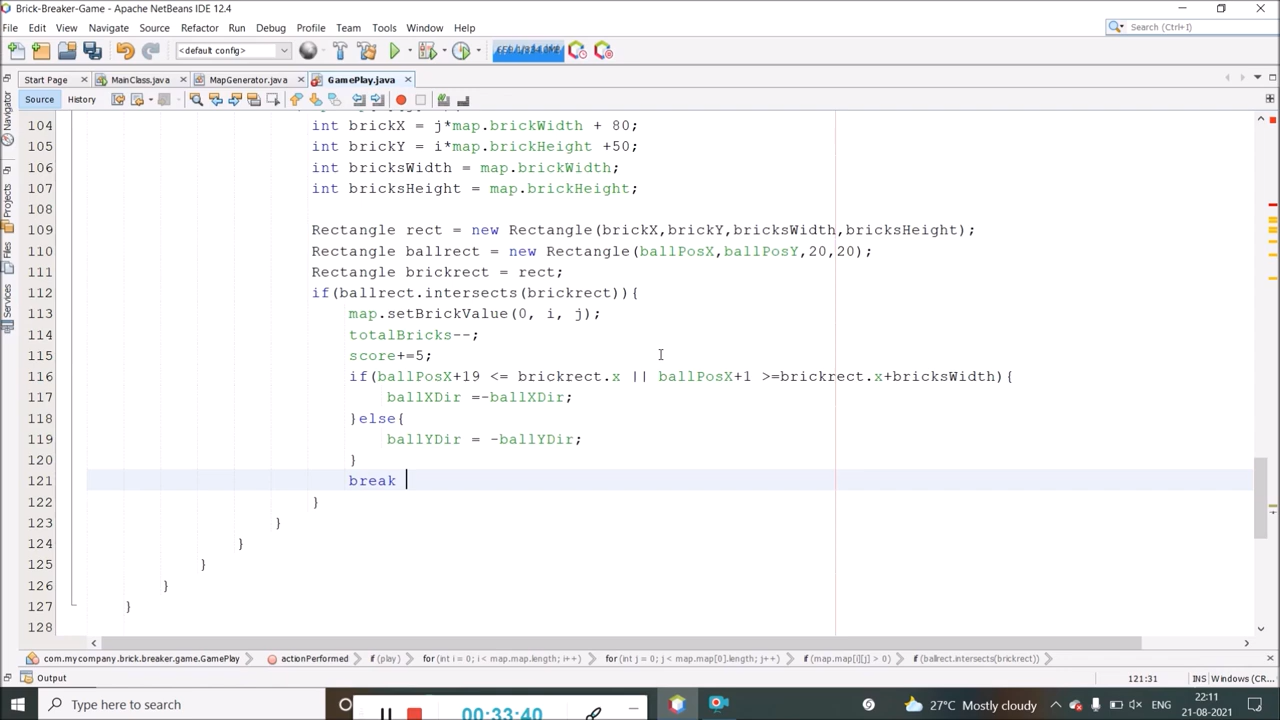 Brick-Breaker-Game - Apache NetBeans IDE 12.4
File Edit View Navigate Source Refactor Run Debug Profile Team Tools Window Help
Search (Ctrl+I)
<default config>
Start Page MainClass.java MapGenerator.java GamePlay.java
Source History
Navigator
Projects
Files
Services
104 int brickX = j*map.brickWidth + 80;
105 int brickY = i*map.brickHeight +50;
106 int bricksWidth = map.brickWidth;
107 int bricksHeight = map.brickHeight;
108
109 Rectangle rect = new Rectangle(brickX,brickY,bricksWidth,bricksHeight);
110 Rectangle ballrect = new Rectangle(ballPosX,ballPosY,20,20);
111 Rectangle brickrect = rect;
112 if(ballrect.intersects(brickrect)){
113 map.setBrickValue(0, i, j);
114 totalBricks--;
115 score+=5;
116 if(ballPosX+19 <= brickrect.x || ballPosX+1 >=brickrect.x+bricksWidth){
117 ballXDir =-ballXDir;
118 }else{
119 ballYDir = -ballYDir;
120 }
121 break
122 }
123 }
124 }
125 }
126 }
127 }
128
com.mycompany.brick.breaker.game.GamePlay actionPerformed if (play) for (int i = 0; i < map.map.length; i++) for (int j = 0; j < map.map[0].length; j++) if (map.map[i][j] > 0) if (ballrect.intersects(brickrect))
Output
121:31 INS Windows (CR...
Type here to search
00:33:40
27°C Mostly cloudy
ENG
22:11
21-08-2021